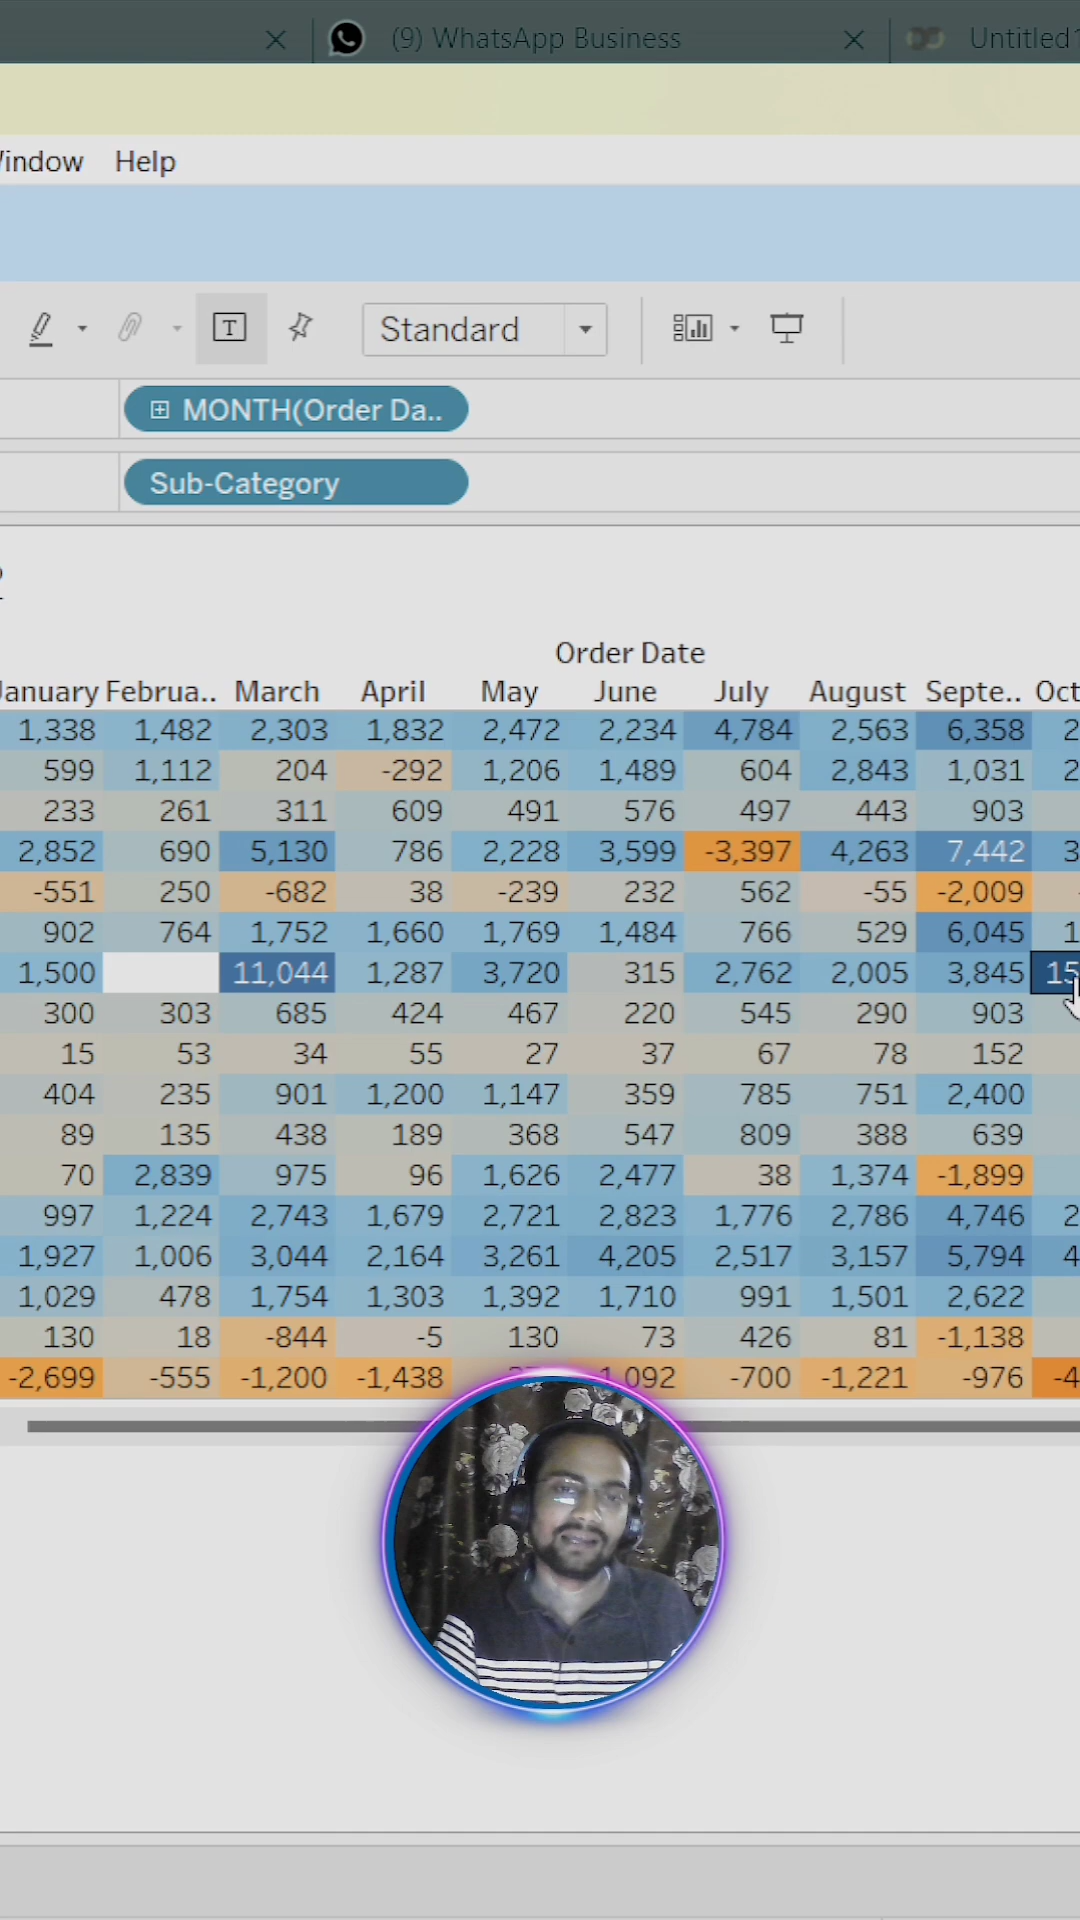 (9) WhatsApp Business Untitled
Window Help
Standard
MONTH(Order Da..
Sub-Category
Order Date
January Februa.. March April May June July August Septe.. Oct
1,338 1,482 2,303 1,832 2,472 2,234 4,784 2,563 6,358 2
599 1,112 204 -292 1,206 1,489 604 2,843 1,031 2
233 261 311 609 491 576 497 443 903
2,852 690 5,130 786 2,228 3,599 -3,397 4,263 7,442 3
-551 250 -682 38 -239 232 562 -55 -2,009
902 764 1,752 1,660 1,769 1,484 766 529 6,045 1
1,500 11,044 1,287 3,720 315 2,762 2,005 3,845 15
300 303 685 424 467 220 545 290 903
15 53 34 55 27 37 67 78 152
404 235 901 1,200 1,147 359 785 751 2,400
89 135 438 189 368 547 809 388 639
70 2,839 975 96 1,626 2,477 38 1,374 -1,899
997 1,224 2,743 1,679 2,721 2,823 1,776 2,786 4,746 2
1,927 1,006 3,044 2,164 3,261 4,205 2,517 3,157 5,794 4
1,029 478 1,754 1,303 1,392 1,710 991 1,501 2,622
130 18 -844 -5 130 73 426 81 -1,138
-2,699 -555 -1,200 -1,438 1,092 -700 -1,221 -976 -4